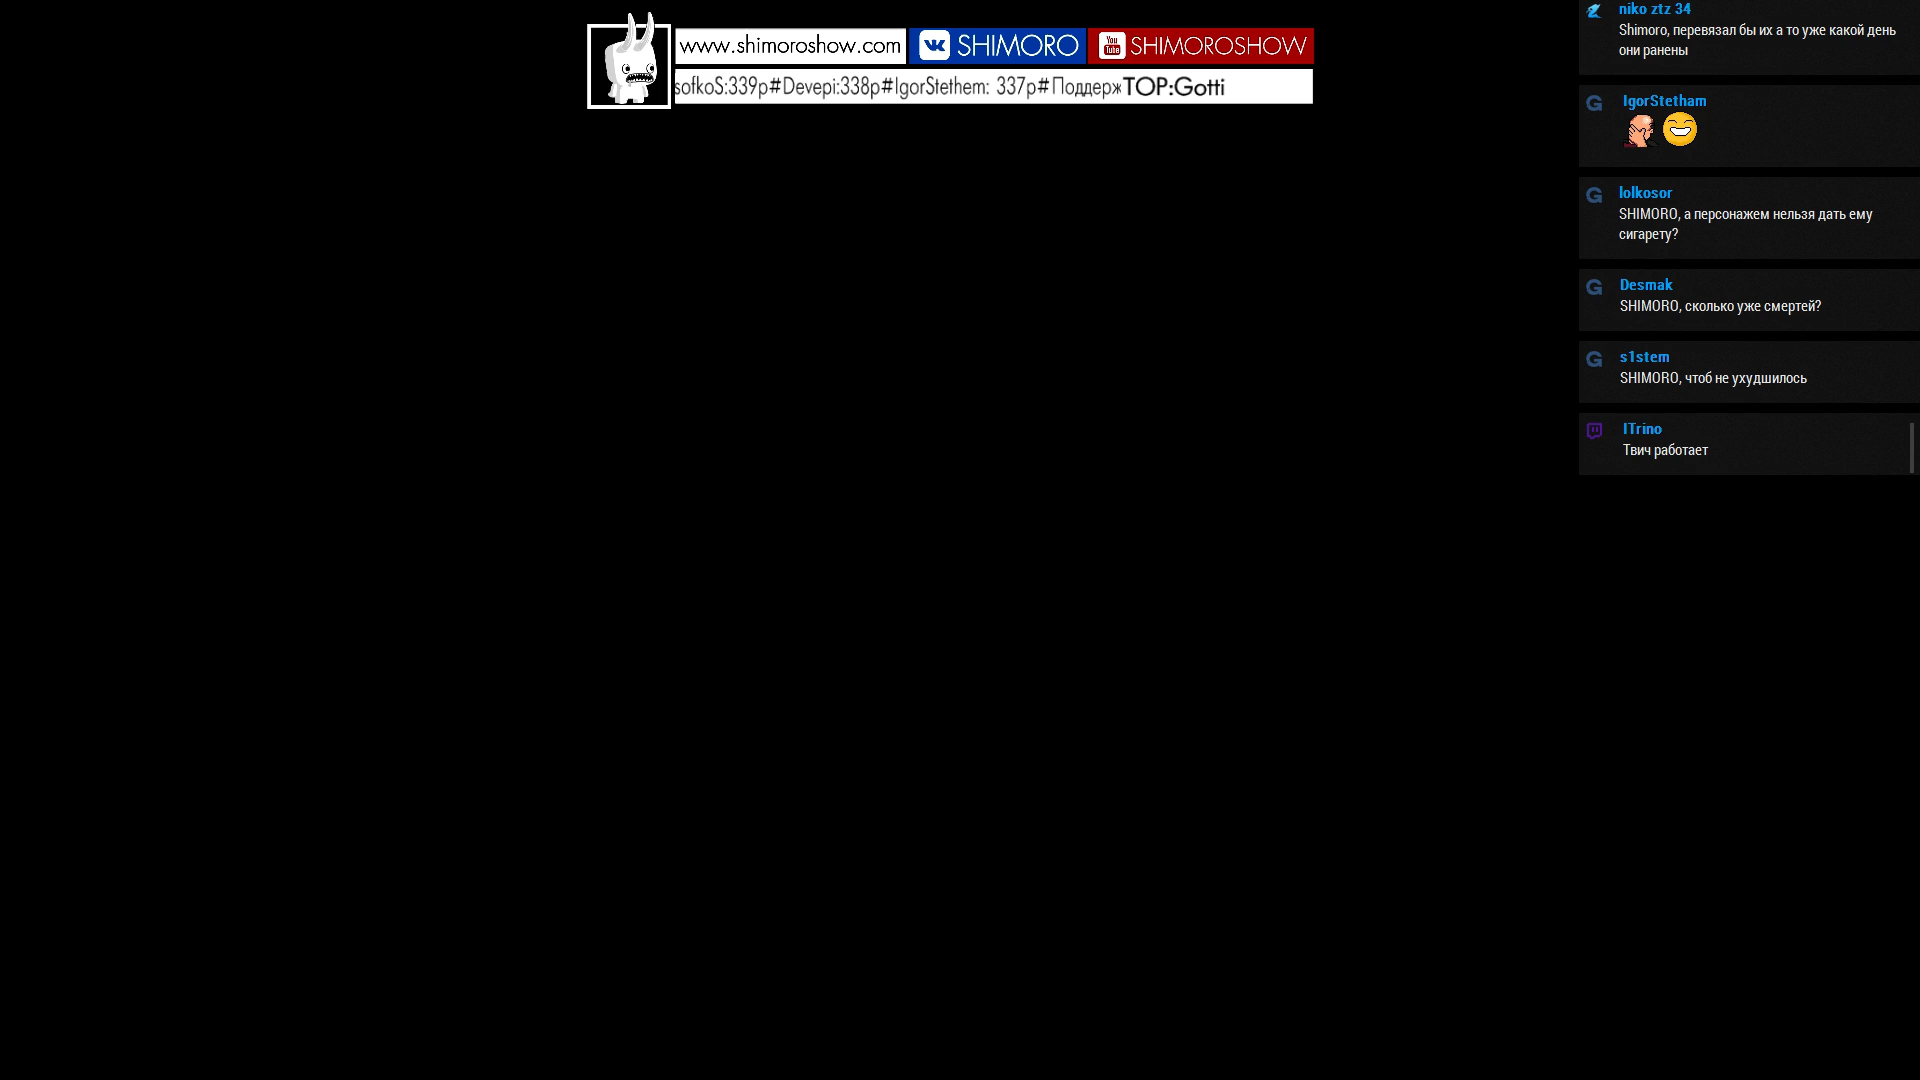 www.shimoroshow.com
SHIMORO
You Tube SHIMOROSHOW
sofkoS:339p#Devepi:338p#IgorStethem: 337p#Поддерж
TOP:Gotti
niko ztz 34
Shimoro, перевязал бы их а то уже какой день
они ранены
IgorStetham
lolkosor
SHIMORO, а персонажем нельзя дать ему
сигарету?
Desmak
SHIMORO, сколько уже смертей?
s1stem
SHIMORO, чтоб не ухудшилось
ITrino
Твич работает